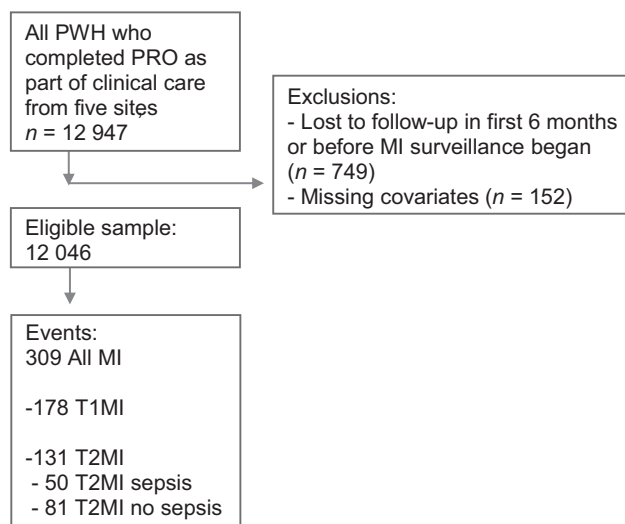 All PWH who
completed PRO as
part of clinical care
from five sites
n = 12 947
Exclusions:
- Lost to follow-up in first 6 months
or before MI surveillance began
(n = 749)
- Missing covariates (n = 152)
Eligible sample:
12 046
Events:
309 All MI
-178 T1MI
-131 T2MI
- 50 T2MI sepsis
- 81 T2MI no sepsis